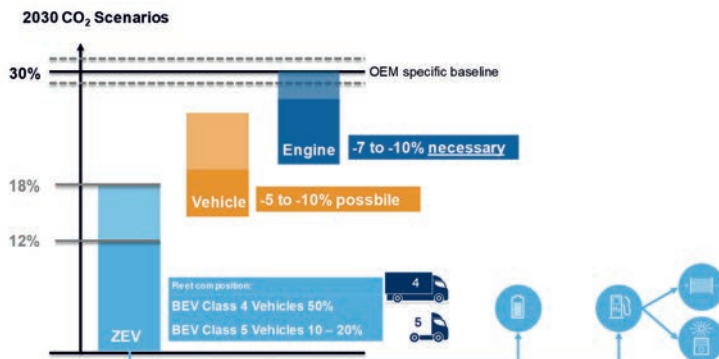 2030 CO₂ Scenarios
30%
OEM specific baseline
Engine
-7 to -10% necessary
18%
Vehicle
-5 to -10% possbile
12%
Fleet composition:
BEV Class 4 Vehicles 50%
4
BEV Class 5 Vehicles 10 – 20%
5
ZEV